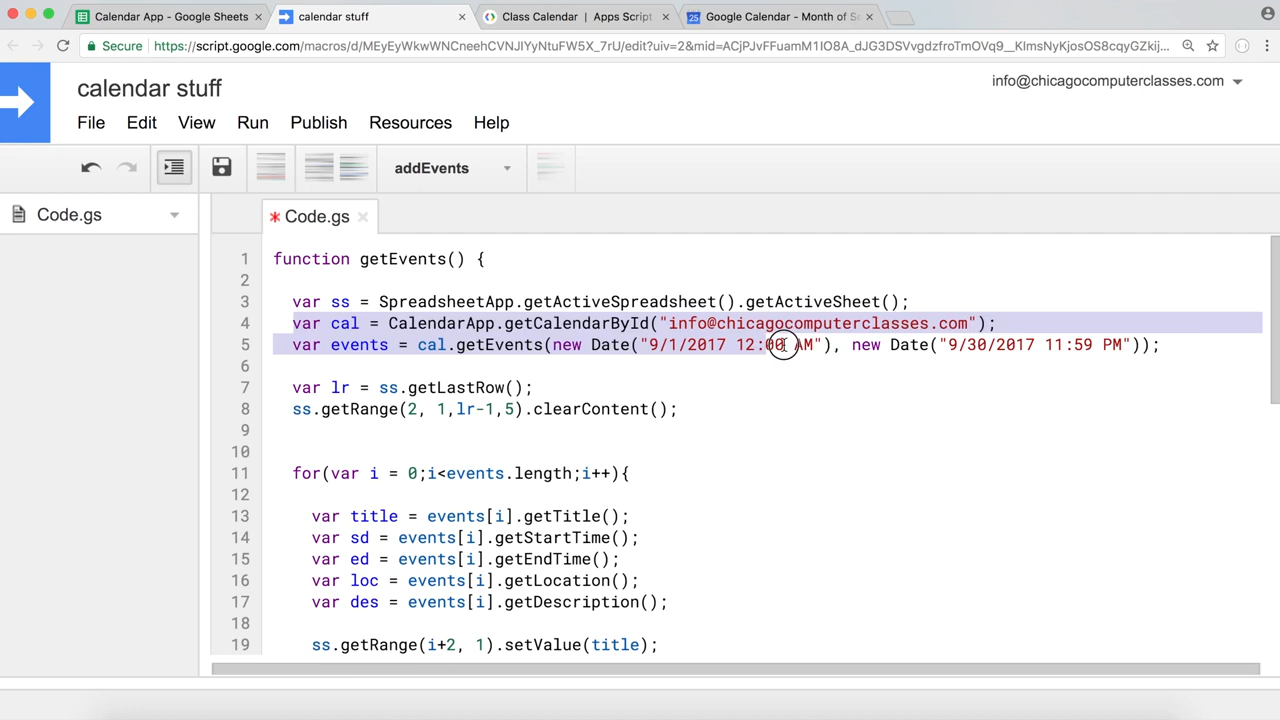 Calendar App - Google Sheets
calendar stuff
Class Calendar | Apps Script
Google Calendar - Month of Se
Secure
https://script.google.com/macros/d/
calendar stuff
info@chicagocomputerclasses.com
File Edit View Run Publish Resources Help
addEvents
Code.gs
* Code.gs
1 function getEvents() {
2
3 var ss = SpreadsheetApp.getActiveSpreadsheet().getActiveSheet();
4 var cal = CalendarApp.getCalendarById("info@chicagocomputerclasses.com");
5 var events = cal.getEvents(new Date("9/1/2017 12:00 AM"), new Date("9/30/2017 11:59 PM"));
6
7 var lr = ss.getLastRow();
8 ss.getRange(2, 1,lr-1,5).clearContent();
9
10
11 for(var i = 0;i<events.length;i++){
12
13 var title = events[i].getTitle();
14 var sd = events[i].getStartTime();
15 var ed = events[i].getEndTime();
16 var loc = events[i].getLocation();
17 var des = events[i].getDescription();
18
19 ss.getRange(i+2, 1).setValue(title);